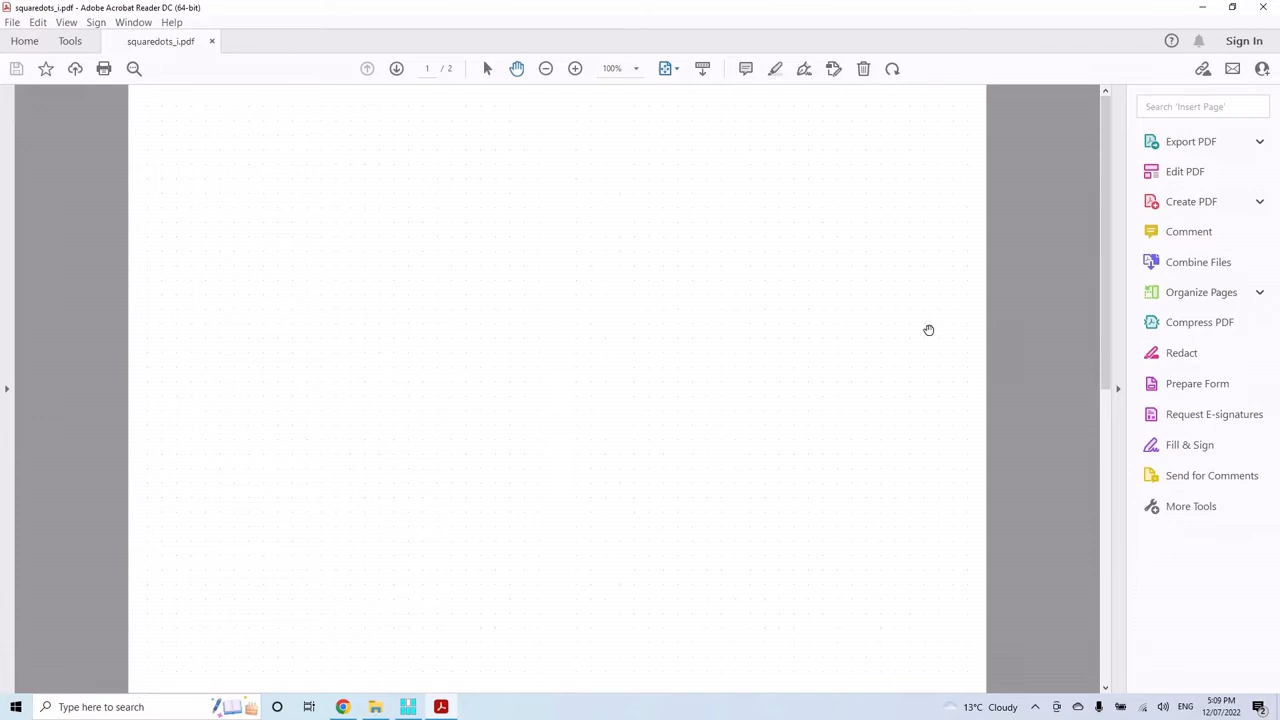 squaredots_i.pdf - Adobe Acrobat Reader DC (64-bit)
File Edit View Sign Window Help
Home Tools squaredots_i.pdf × Sign In
1 / 2 100%
Search 'Insert Page'
Export PDF
Edit PDF
Create PDF
Comment
Combine Files
Organize Pages
Compress PDF
Redact
Prepare Form
Request E-signatures
Fill & Sign
Send for Comments
More Tools
Type here to search
13°C Cloudy
ENG
5:09 PM
12/07/2022
2